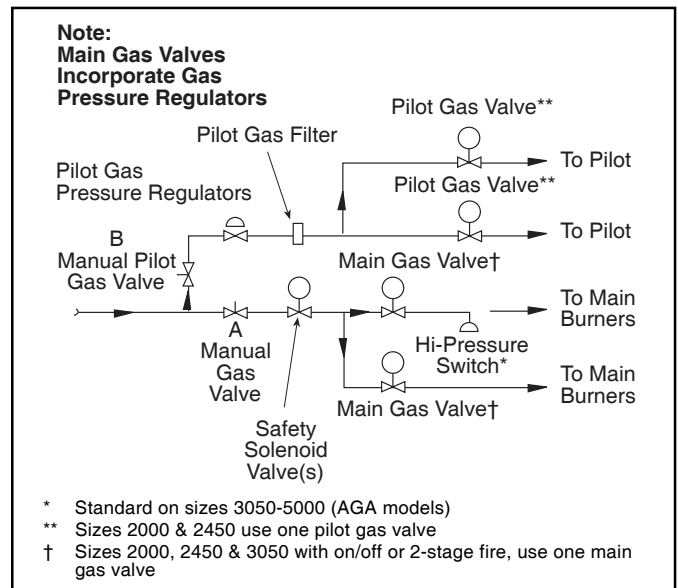 Note:
Main Gas Valves
Incorporate Gas
Pressure Regulators
Pilot Gas Valve**
Pilot Gas Filter
To Pilot
Pilot Gas
Pressure Regulators
Pilot Gas Valve**
To Pilot
B
Manual Pilot
Gas Valve
Main Gas Valve†
To Main
Burners
A
Manual
Gas
Valve
Hi-Pressure
Switch*
To Main
Burners
Main Gas Valve†
Safety
Solenoid
Valve(s)
* Standard on sizes 3050-5000 (AGA models)
** Sizes 2000 & 2450 use one pilot gas valve
† Sizes 2000, 2450 & 3050 with on/off or 2-stage fire, use one main
gas valve